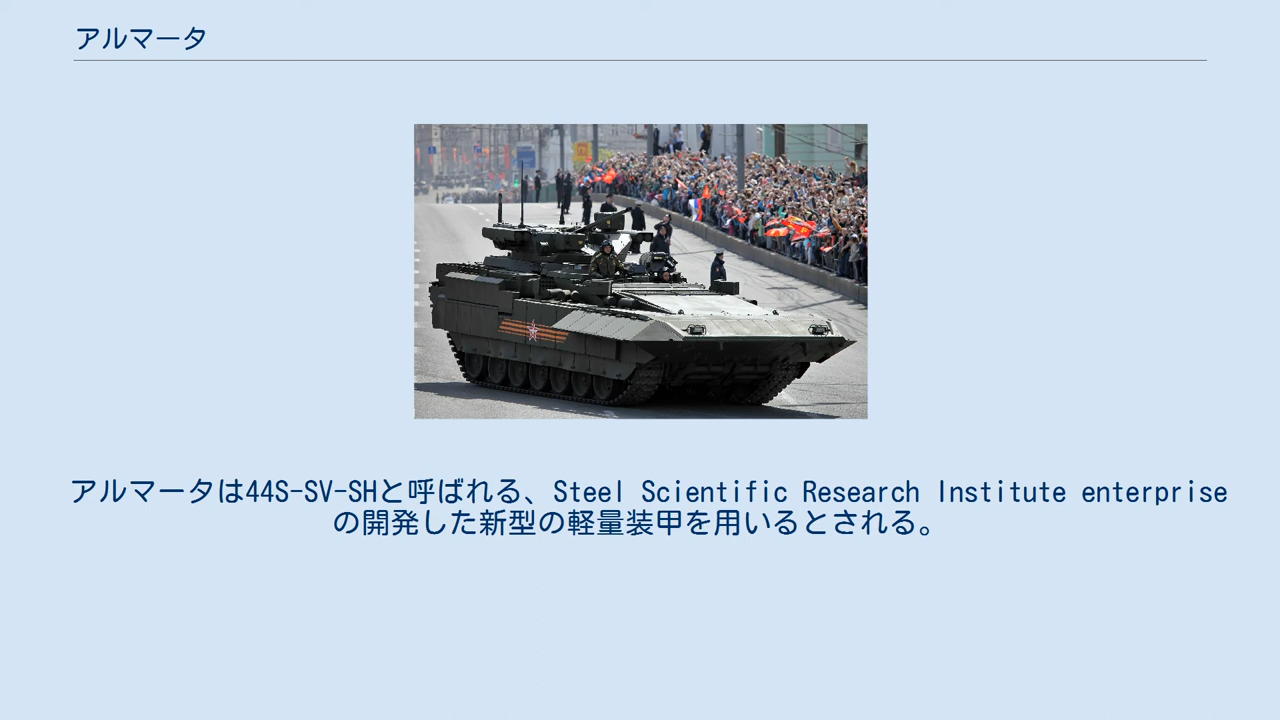 アルマータ
アルマータは44S-SV-SHと呼ばれる、Steel Scientific Research Institute enterprise
の開発した新型の軽量装甲を用いるとされる。